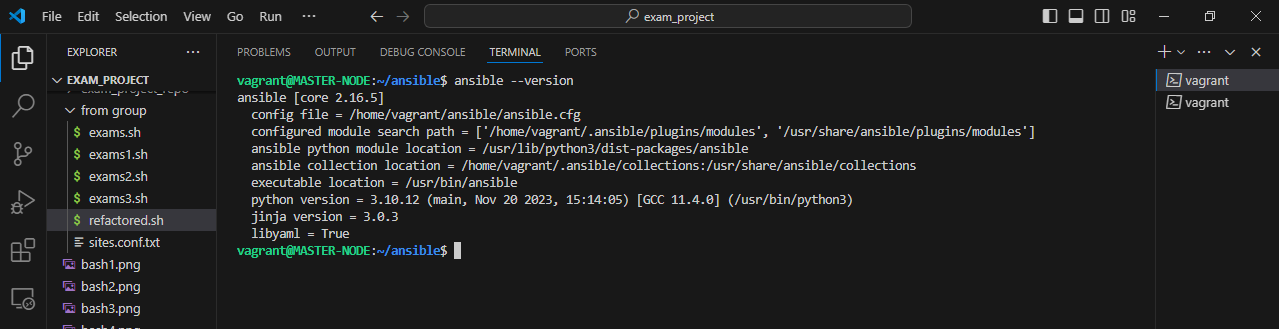 File Edit Selection View Go Run ··· exam_project
EXPLORER ···
EXAM_PROJECT
exam_project_repo
from group
exams.sh
exams1.sh
exams2.sh
exams3.sh
refactored.sh
sites.conf.txt
bash1.png
bash2.png
bash3.png
bash4.png
PROBLEMS OUTPUT DEBUG CONSOLE TERMINAL PORTS
vagrant@MASTER-NODE:~/ansible$ ansible --version
ansible [core 2.16.5]
config file = /home/vagrant/ansible/ansible.cfg
configured module search path = ['/home/vagrant/.ansible/plugins/modules', '/usr/share/ansible/plugins/modules']
ansible python module location = /usr/lib/python3/dist-packages/ansible
ansible collection location = /home/vagrant/.ansible/collections:/usr/share/ansible/collections
executable location = /usr/bin/ansible
python version = 3.10.12 (main, Nov 20 2023, 15:14:05) [GCC 11.4.0] (/usr/bin/python3)
jinja version = 3.0.3
libyaml = True
vagrant@MASTER-NODE:~/ansible$
vagrant
vagrant